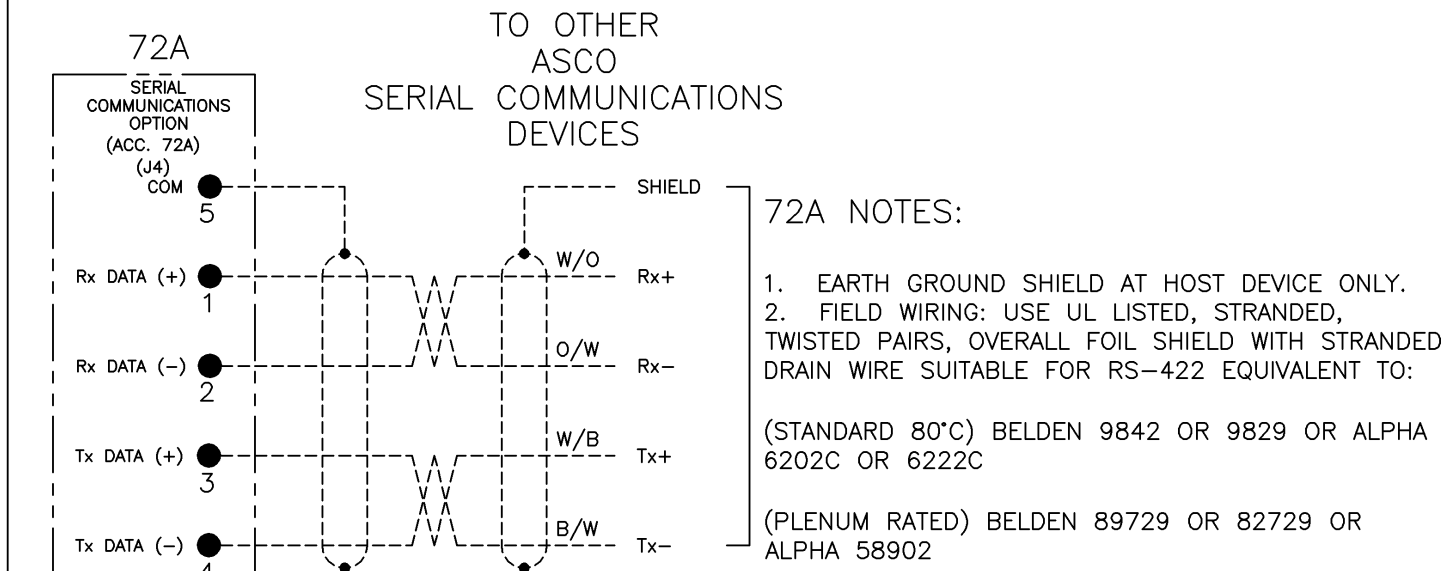 72A
TO OTHER
ASCO
SERIAL COMMUNICATIONS
DEVICES
SERIAL
COMMUNICATIONS
OPTION
(ACC. 72A)
(J4)
COM
5
SHIELD
Rx DATA (+)
1
W/O
Rx+
Rx DATA (−)
2
O/W
Rx−
Tx DATA (+)
3
W/B
Tx+
Tx DATA (−)
4
B/W
Tx−
72A NOTES:
1. EARTH GROUND SHIELD AT HOST DEVICE ONLY.
2. FIELD WIRING: USE UL LISTED, STRANDED,
TWISTED PAIRS, OVERALL FOIL SHIELD WITH STRANDED
DRAIN WIRE SUITABLE FOR RS−422 EQUIVALENT TO:
(STANDARD 80°C) BELDEN 9842 OR 9829 OR ALPHA
6202C OR 6222C
(PLENUM RATED) BELDEN 89729 OR 82729 OR
ALPHA 58902